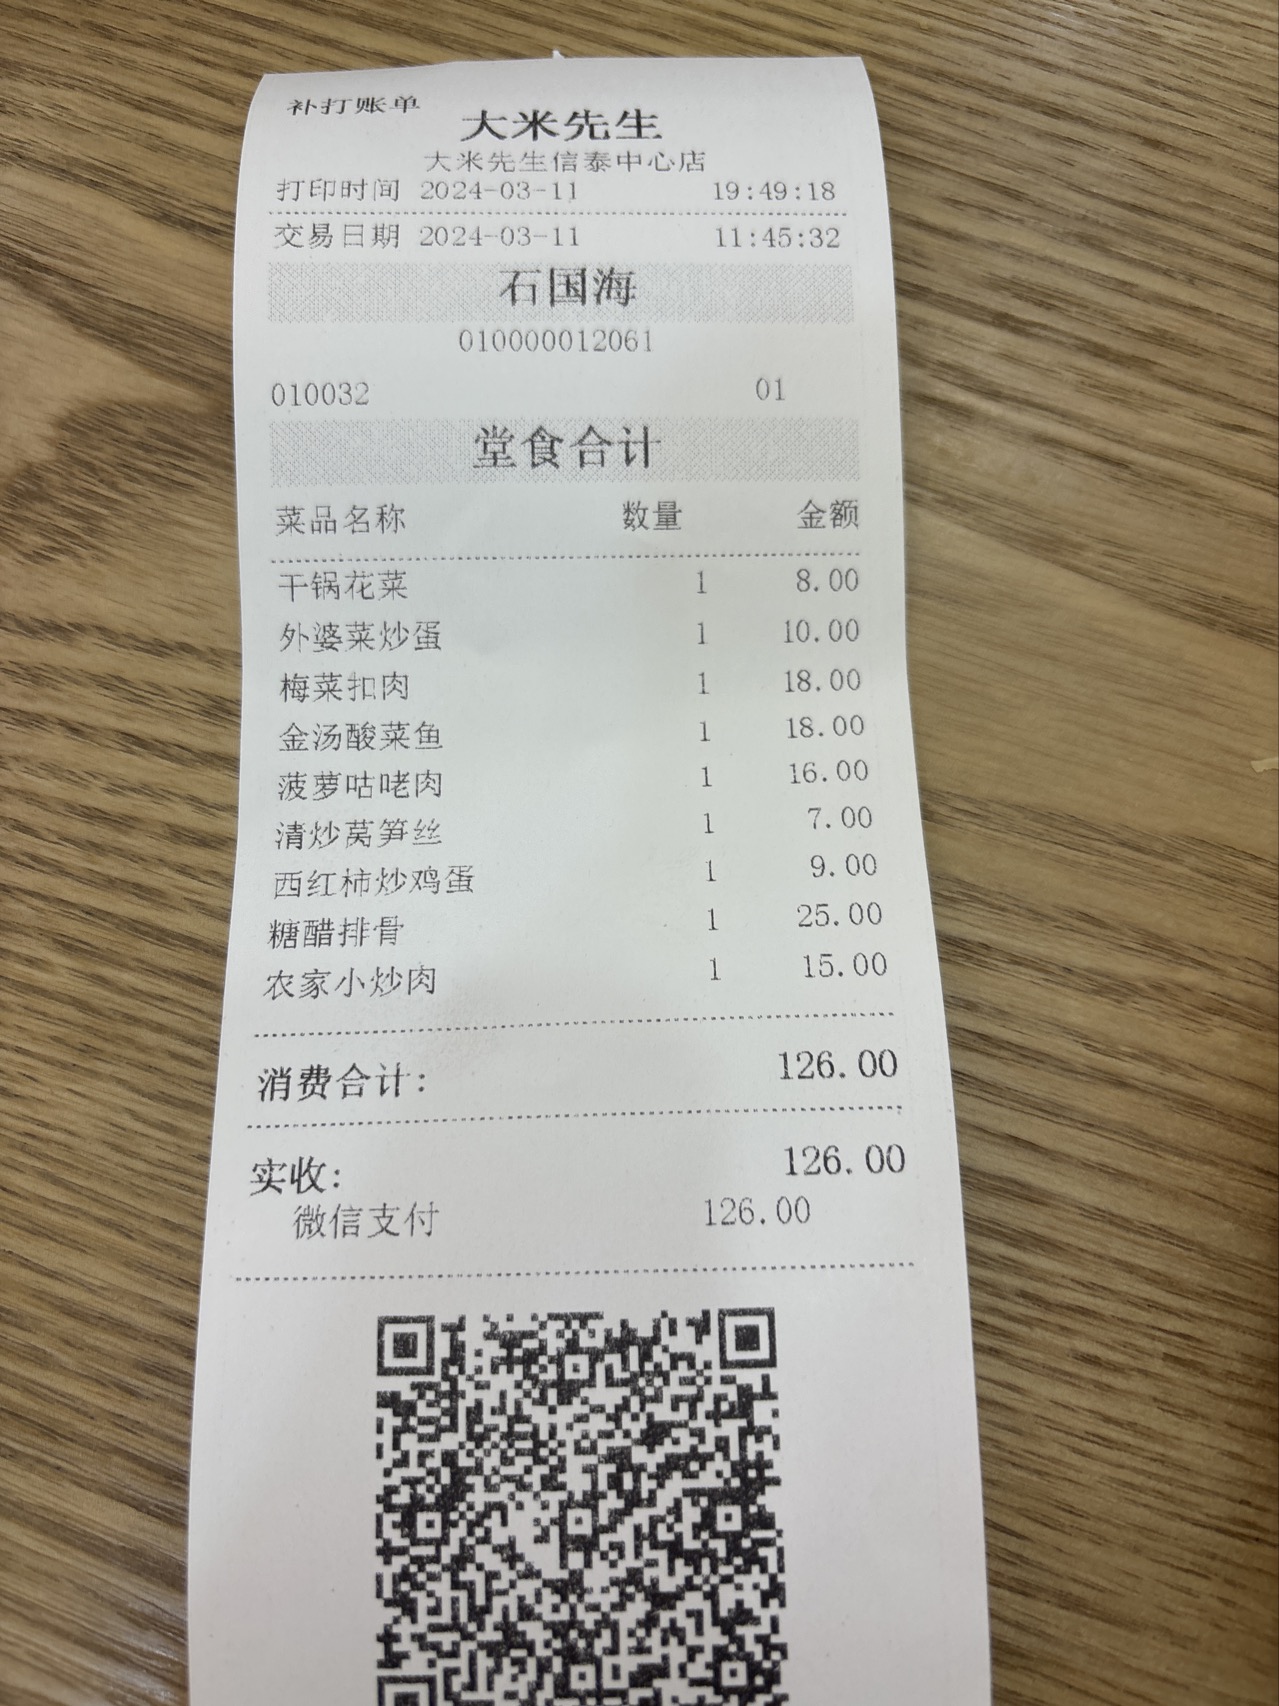 补打账单
大米先生
大米先生信泰中心店
打印时间 2024-03-11 19:49:18
交易日期 2024-03-11 11:45:32
石国海
010000012061
010032 01
堂食合计
菜品名称 数量 金额
干锅花菜 1 8.00
外婆菜炒蛋 1 10.00
梅菜扣肉 1 18.00
金汤酸菜鱼 1 18.00
菠萝咕咾肉 1 16.00
清炒莴笋丝 1 7.00
西红柿炒鸡蛋 1 9.00
糖醋排骨 1 25.00
农家小炒肉 1 15.00
消费合计: 126.00
实收: 126.00
微信支付 126.00